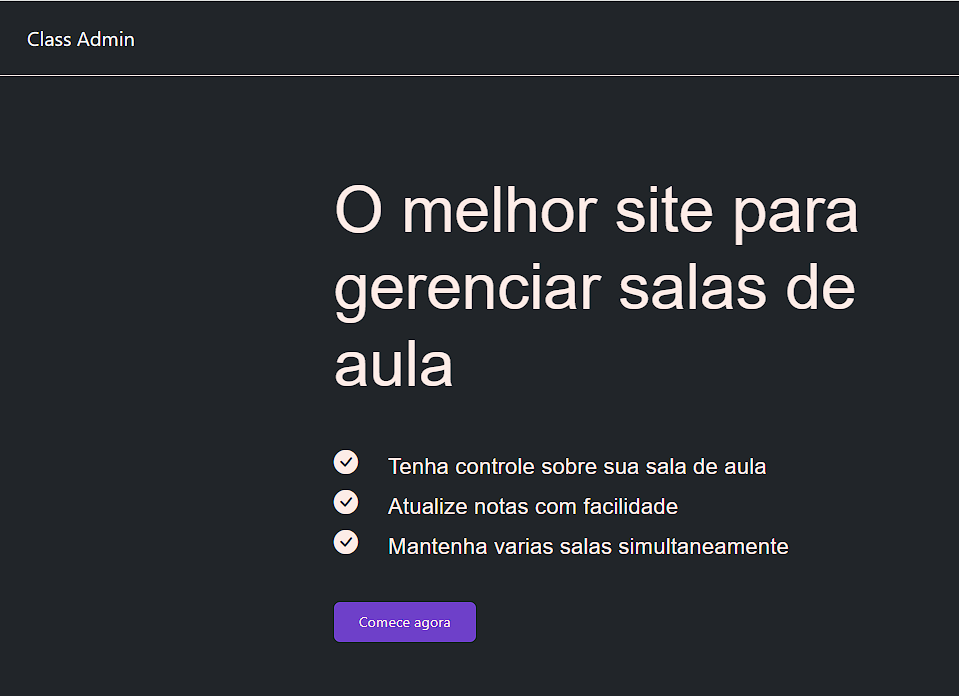 Class Admin
O melhor site para
gerenciar salas de
aula
Tenha controle sobre sua sala de aula
Atualize notas com facilidade
Mantenha varias salas simultaneamente
Comece agora